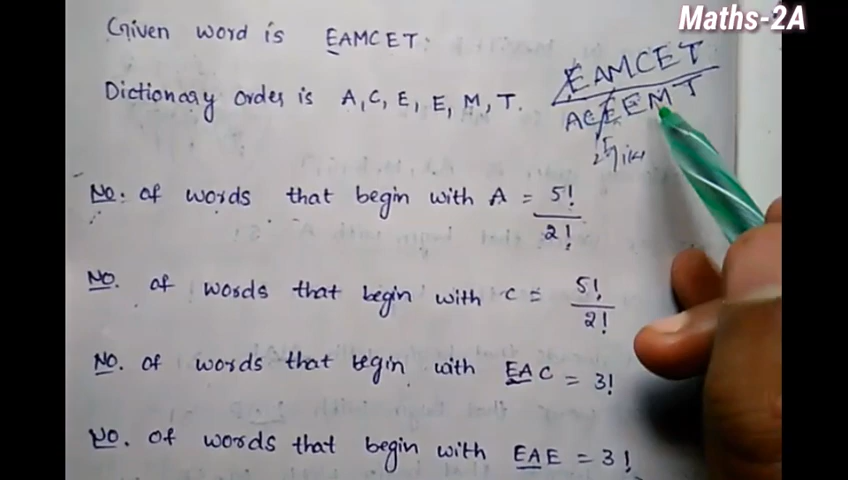 Maths-2A
Given word is EAMCET:
EAMCET
Dictionary order is A, C, E, E, M, T.
ACEEMT
No. of words that begin with A = 5!/2!
No. of words that begin with C = 5!/2!
No. of words that begin with EAC = 3!
No. of words that begin with EAE = 3!